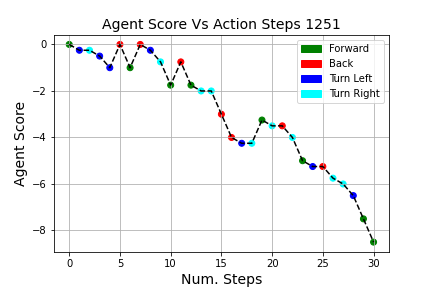 Agent Score Vs Action Steps 1251
Forward
Back
Turn Left
Turn Right
Agent Score
0
−2
−4
−6
−8
0 5 10 15 20 25 30
Num. Steps